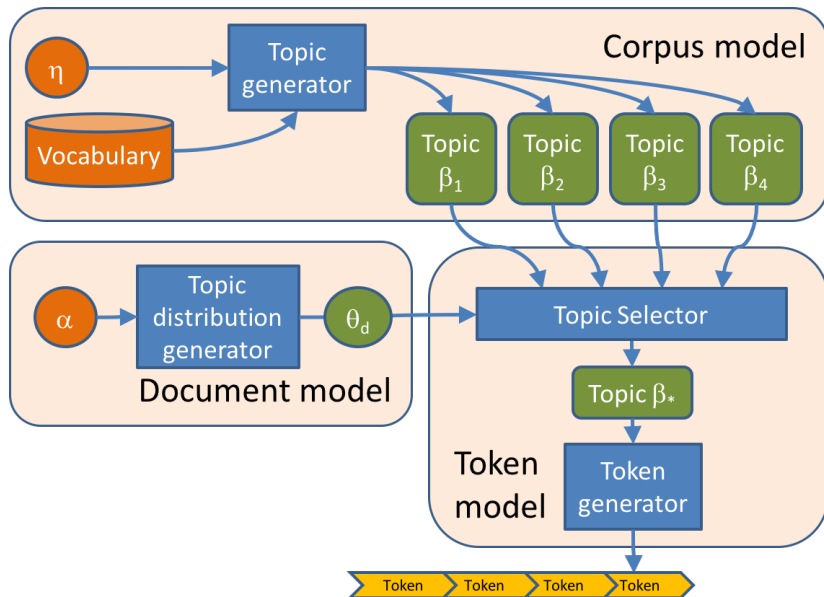 Corpus model
η
Topic
generator
Vocabulary
Topic
β1
Topic
β2
Topic
β3
Topic
β4
α
Topic
distribution
generator
θd
Document model
Topic Selector
Topic β*
Token
model
Token
generator
Token
Token
Token
Token